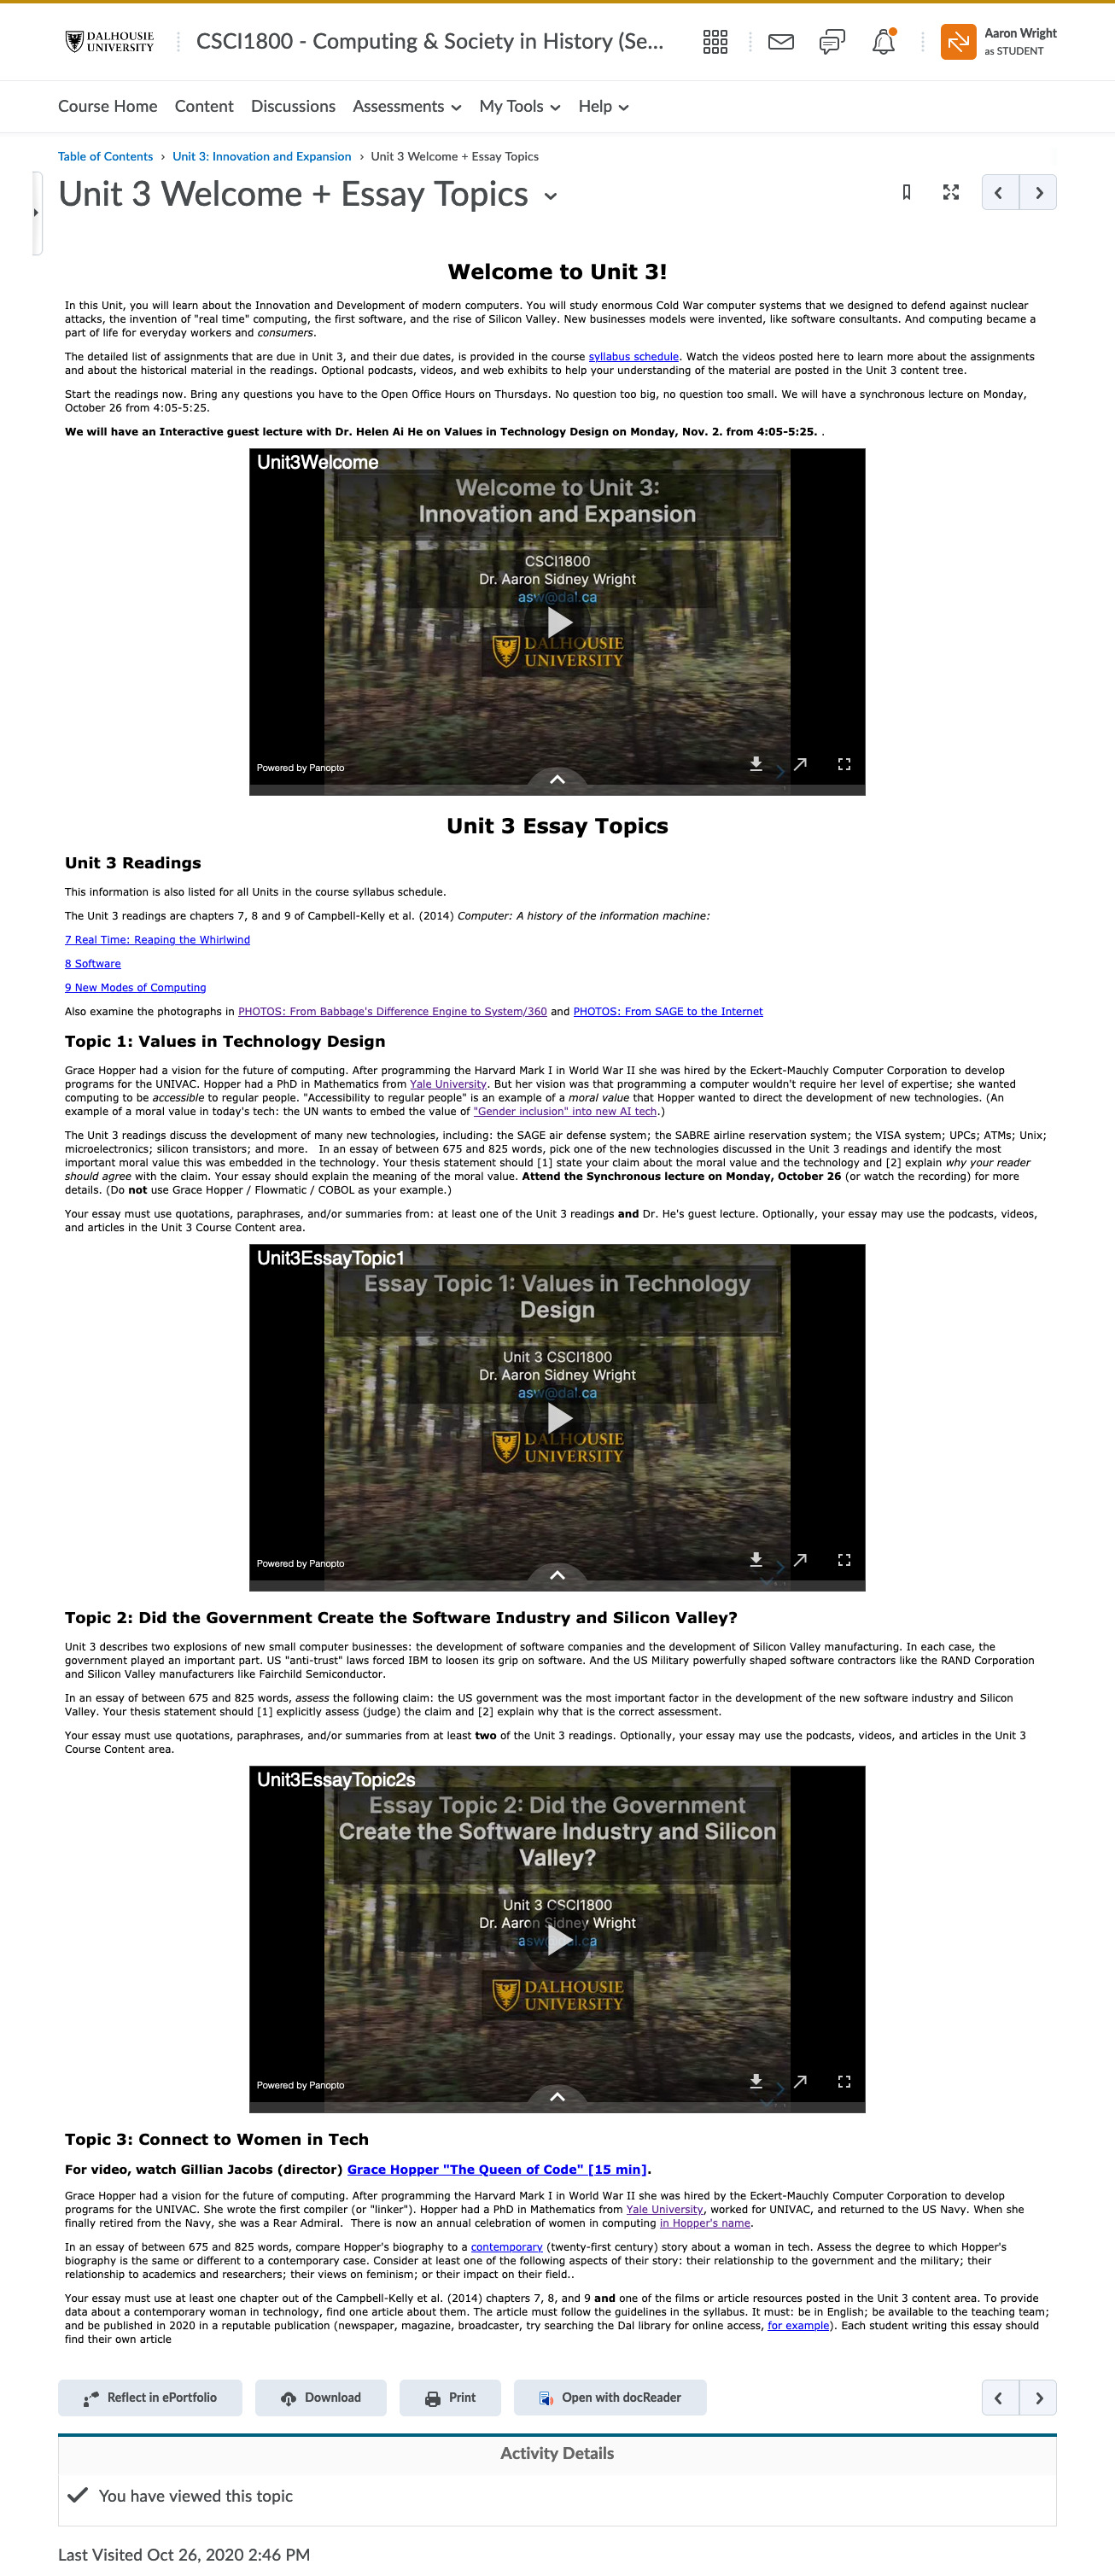 DALHOUSIE
UNIVERSITY
CSCI1800 - Computing & Society in History (Se...
Aaron Wright
as STUDENT
Course Home Content Discussions Assessments My Tools Help
Table of Contents › Unit 3: Innovation and Expansion › Unit 3 Welcome + Essay Topics
Unit 3 Welcome + Essay Topics
Welcome to Unit 3!
In this Unit, you will learn about the Innovation and Development of modern computers. You will study enormous Cold War computer systems that we designed to defend against nuclear
attacks, the invention of "real time" computing, the first software, and the rise of Silicon Valley. New businesses models were invented, like software consultants. And computing became a
part of life for everyday workers and consumers.
The detailed list of assignments that are due in Unit 3, and their due dates, is provided in the course syllabus schedule. Watch the videos posted here to learn more about the assignments
and about the historical material in the readings. Optional podcasts, videos, and web exhibits to help your understanding of the material are posted in the Unit 3 content tree.
Start the readings now. Bring any questions you have to the Open Office Hours on Thursdays. No question too big, no question too small. We will have a synchronous lecture on Monday,
October 26 from 4:05-5:25.
We will have an Interactive guest lecture with Dr. Helen Ai He on Values in Technology Design on Monday, Nov. 2. from 4:05-5:25. .
Unit3Welcome
Welcome to Unit 3:
Innovation and Expansion
CSCI1800
Dr. Aaron Sidney Wright
asw@dal.ca
DALHOUSIE
UNIVERSITY
Powered by Panopto
Unit 3 Essay Topics
Unit 3 Readings
This information is also listed for all Units in the course syllabus schedule.
The Unit 3 readings are chapters 7, 8 and 9 of Campbell-Kelly et al. (2014) Computer: A history of the information machine:
7 Real Time: Reaping the Whirlwind
8 Software
9 New Modes of Computing
Also examine the photographs in PHOTOS: From Babbage's Difference Engine to System/360 and PHOTOS: From SAGE to the Internet
Topic 1: Values in Technology Design
Grace Hopper had a vision for the future of computing. After programming the Harvard Mark I in World War II she was hired by the Eckert-Mauchly Computer Corporation to develop
programs for the UNIVAC. Hopper had a PhD in Mathematics from Yale University. But her vision was that programming a computer wouldn't require her level of expertise; she wanted
computing to be accessible to regular people. "Accessibility to regular people" is an example of a moral value that Hopper wanted to direct the development of new technologies. (An
example of a moral value in today's tech: the UN wants to embed the value of "Gender inclusion" into new AI tech.)
The Unit 3 readings discuss the development of many new technologies, including: the SAGE air defense system; the SABRE airline reservation system; the VISA system; UPCs; ATMs; Unix;
microelectronics; silicon transistors; and more. In an essay of between 675 and 825 words, pick one of the new technologies discussed in the Unit 3 readings and identify the most
important moral value this was embedded in the technology. Your thesis statement should [1] state your claim about the moral value and the technology and [2] explain why your reader
should agree with the claim. Your essay should explain the meaning of the moral value. Attend the Synchronous lecture on Monday, October 26 (or watch the recording) for more
details. (Do not use Grace Hopper / Flowmatic / COBOL as your example.)
Your essay must use quotations, paraphrases, and/or summaries from: at least one of the Unit 3 readings and Dr. He's guest lecture. Optionally, your essay may use the podcasts, videos,
and articles in the Unit 3 Course Content area.
Unit3EssayTopic1
Essay Topic 1: Values in Technology
Design
Unit 3 CSCI1800
Dr. Aaron Sidney Wright
asw@dal.ca
DALHOUSIE
UNIVERSITY
Powered by Panopto
Topic 2: Did the Government Create the Software Industry and Silicon Valley?
Unit 3 describes two explosions of new small computer businesses: the development of software companies and the development of Silicon Valley manufacturing. In each case, the
government played an important part. US "anti-trust" laws forced IBM to loosen its grip on software. And the US Military powerfully shaped software contractors like the RAND Corporation
and Silicon Valley manufacturers like Fairchild Semiconductor.
In an essay of between 675 and 825 words, assess the following claim: the US government was the most important factor in the development of the new software industry and Silicon
Valley. Your thesis statement should [1] explicitly assess (judge) the claim and [2] explain why that is the correct assessment.
Your essay must use quotations, paraphrases, and/or summaries from at least two of the Unit 3 readings. Optionally, your essay may use the podcasts, videos, and articles in the Unit 3
Course Content area.
Unit3EssayTopic2s
Essay Topic 2: Did the Government
Create the Software Industry and Silicon
Valley?
Unit 3 CSCI1800
Dr. Aaron Sidney Wright
asw@dal.ca
DALHOUSIE
UNIVERSITY
Powered by Panopto
Topic 3: Connect to Women in Tech
For video, watch Gillian Jacobs (director) Grace Hopper "The Queen of Code" [15 min].
Grace Hopper had a vision for the future of computing. After programming the Harvard Mark I in World War II she was hired by the Eckert-Mauchly Computer Corporation to develop
programs for the UNIVAC. She wrote the first compiler (or "linker"). Hopper had a PhD in Mathematics from Yale University, worked for UNIVAC, and returned to the US Navy. When she
finally retired from the Navy, she was a Rear Admiral. There is now an annual celebration of women in computing in Hopper's name.
In an essay of between 675 and 825 words, compare Hopper's biography to a contemporary (twenty-first century) story about a woman in tech. Assess the degree to which Hopper's
biography is the same or different to a contemporary case. Consider at least one of the following aspects of their story: their relationship to the government and the military; their
relationship to academics and researchers; their views on feminism; or their impact on their field..
Your essay must use at least one chapter out of the Campbell-Kelly et al. (2014) chapters 7, 8, and 9 and one of the films or article resources posted in the Unit 3 content area. To provide
data about a contemporary woman in technology, find one article about them. The article must follow the guidelines in the syllabus. It must: be in English; be available to the teaching team;
and be published in 2020 in a reputable publication (newspaper, magazine, broadcaster, try searching the Dal library for online access, for example). Each student writing this essay should
find their own article
Reflect in ePortfolio Download Print Open with docReader
Activity Details
You have viewed this topic
Last Visited Oct 26, 2020 2:46 PM